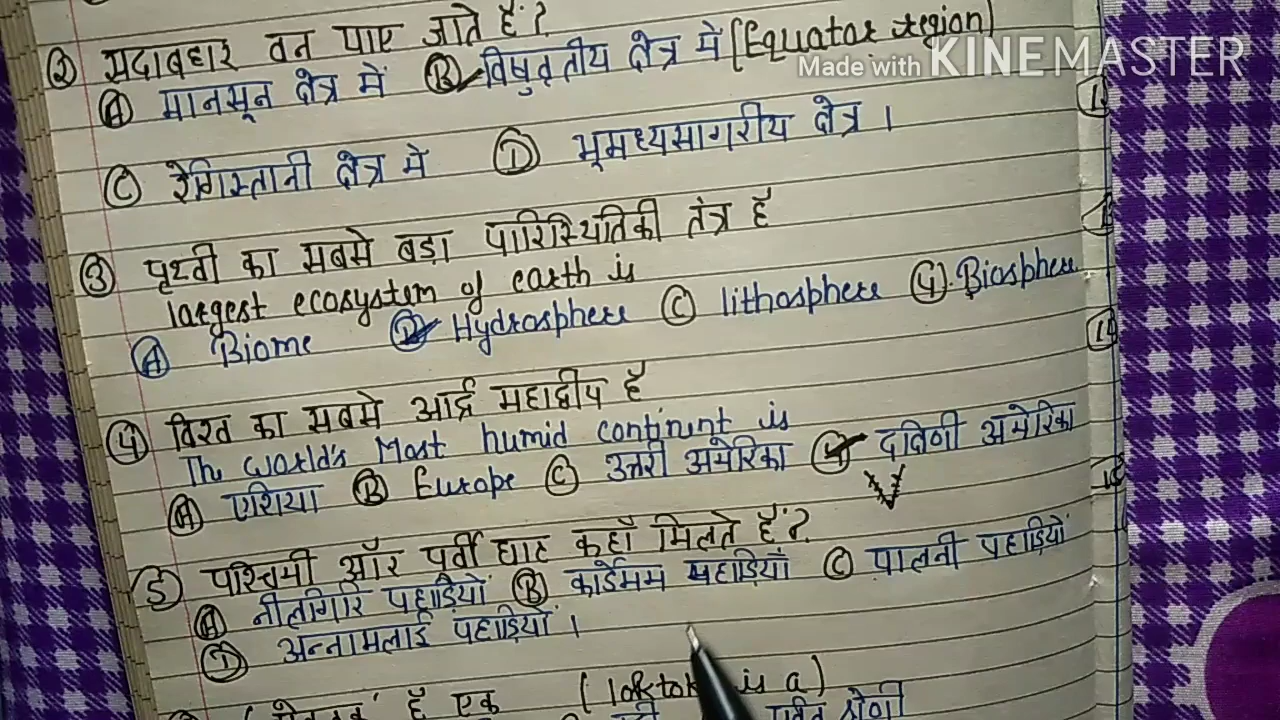 ② सदाबहार वन पाए जाते हैं?
Ⓐ मानसून क्षेत्र में Ⓑ विषुवृतीय क्षेत्र में [Equator region]
Made with KINEMASTER
Ⓒ रेगिस्तानी क्षेत्र में Ⓓ भूमध्यसागरीय क्षेत्र ।
③ पृथ्वी का सबसे बड़ा पारिस्थितिकी तंत्र है
largest ecosystem of earth is
Ⓐ Biome Ⓑ Hydrosphere Ⓒ lithosphere Ⓓ Biosphere
④ विश्व का सबसे आर्द्र महाद्वीप है
The world's Most humid continent is
Ⓐ एशिया Ⓑ Europe Ⓒ उत्तरी अमेरिका Ⓓ दक्षिणी अमेरिका
⑤ पश्चिमी और पूर्वी घाट कहाँ मिलते हैं?
Ⓐ नीलगिरि पहाड़ियों Ⓑ कार्डेमम पहाड़ियाँ Ⓒ पालनी पहाड़ियों
Ⓓ अन्नामलाई पहाड़ियों ।
है एक is a)